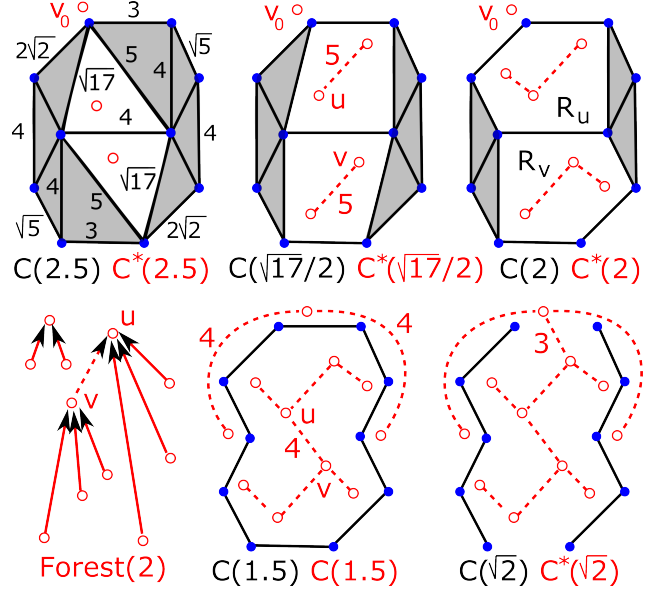 v₀ 3
2√2 √17 5 4 √5
4 4 4
4 5 √17
√5 3 2√2
C(2.5) C*(2.5)
v₀
5
u
v
5
C(√17/2) C*(√17/2)
R_u
R_v
C(2) C*(2)
u
v
Forest(2)
4 4
u
4
v
C(1.5) C(1.5)
3
C(√2) C*(√2)